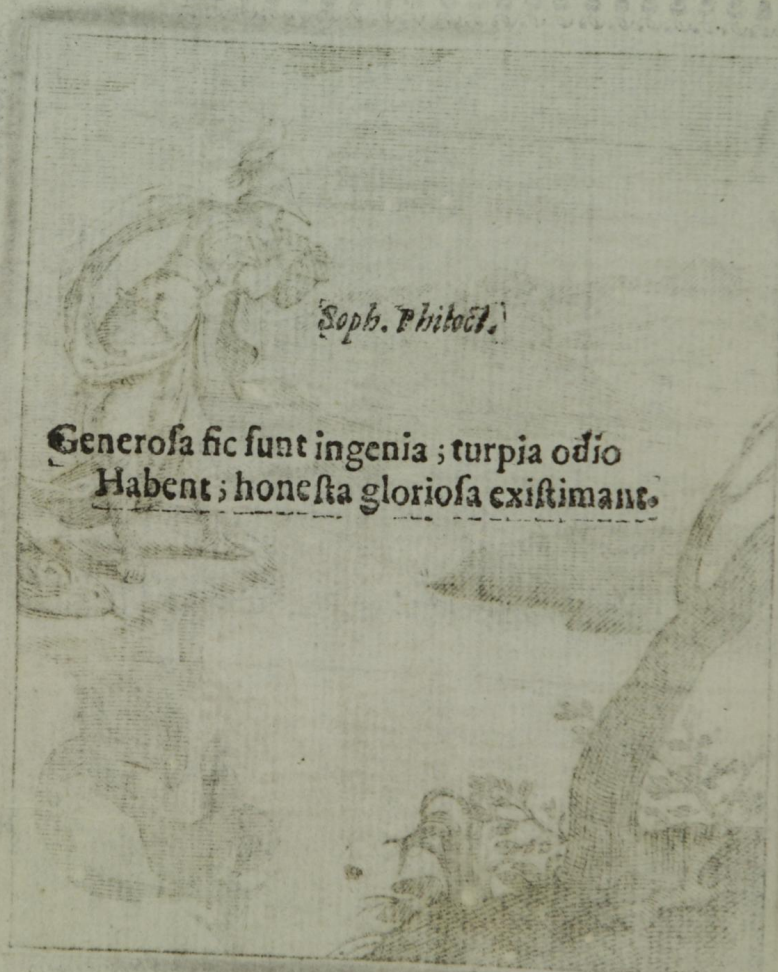 Soph. Philoct.
Generoſa ſic ſunt ingenia; turpia odio
Habent; honeſta glorioſa exiſtimant.